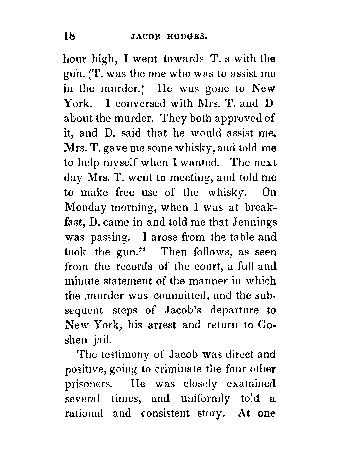 18 JACOB HODGES.
hour high, I went towards T. s with the
gun. (T. was the one who was to assist me
in the murder.) He was gone to New
York. I conversed with Mrs. T. and D
about the murder. They both approved of
it, and D. said that he would assist me.
Mrs. T. gave me some whisky, and told me
to help myself when I wanted. The next
day Mrs. T. went to meeting, and told me
to make free use of the whisky. On
Monday morning, when I was at break-
fast, D. came in and told me that Jennings
was passing. I arose from the table and
took the gun." Then follows, as seen
from the records of the court, a full and
minute statement of the manner in which
the murder was committed, and the sub-
sequent steps of Jacob's departure to
New York, his arrest and return to Go-
shen jail.
The testimony of Jacob was direct and
positive, going to criminate the four other
prisoners. He was closely examined
several times, and uniformly told a
rational and consistent story. At one